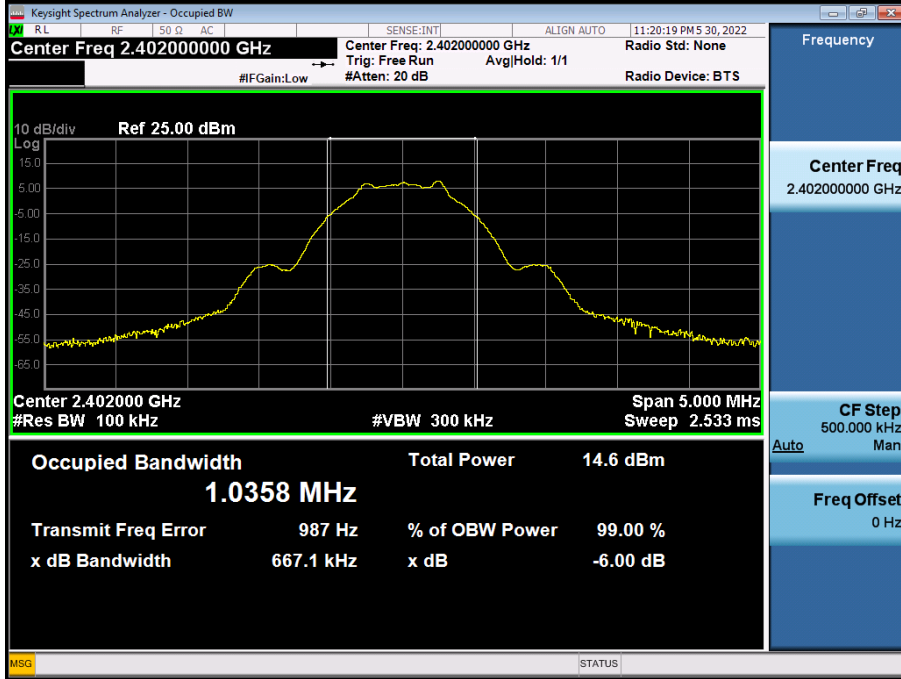 Keysight Spectrum Analyzer - Occupied BW
LXI RL RF 50 Ω AC SENSE:INT ALIGN AUTO 11:20:19 PM 5 30, 2022
Center Freq 2.402000000 GHz
Center Freq: 2.402000000 GHz Radio Std: None
Trig: Free Run Avg|Hold: 1/1
#IFGain:Low #Atten: 20 dB Radio Device: BTS
10 dB/div Ref 25.00 dBm
Log
15.0
5.00
-5.00
-15.0
-25.0
-35.0
-45.0
-55.0
-65.0
Center 2.402000 GHz Span 5.000 MHz
#Res BW 100 kHz #VBW 300 kHz Sweep 2.533 ms
Occupied Bandwidth Total Power 14.6 dBm
1.0358 MHz
Transmit Freq Error 987 Hz % of OBW Power 99.00 %
x dB Bandwidth 667.1 kHz x dB -6.00 dB
MSG STATUS
Frequency
Center Freq
2.402000000 GHz
CF Step
500.000 kHz
Auto Man
Freq Offset
0 Hz